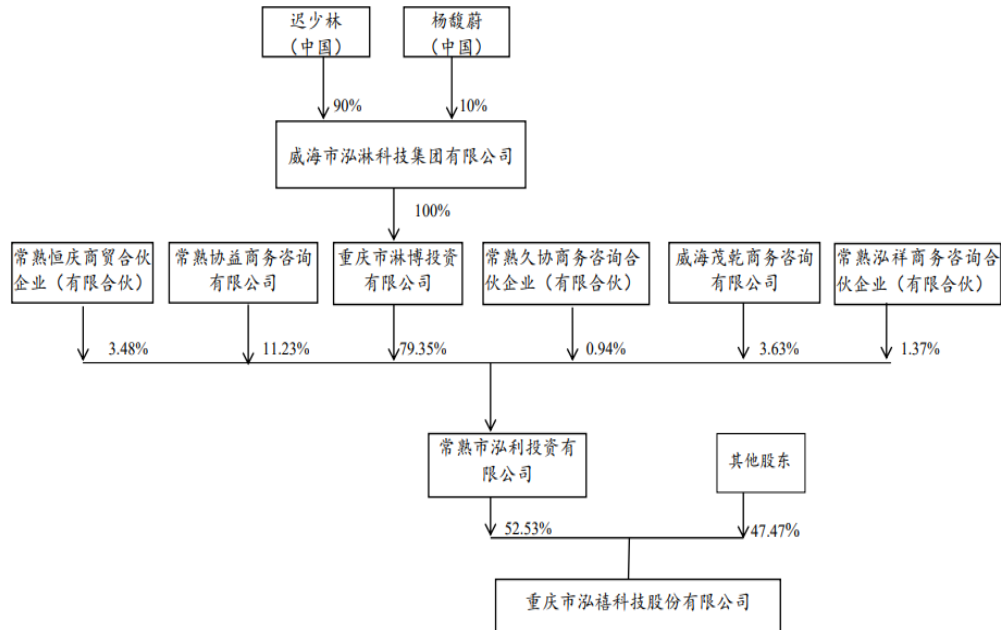 迟少林
（中国）
杨馥蔚
（中国）
90%
10%
威海市泓淋科技集团有限公司
100%
常熟恒庆商贸合伙
企业（有限合伙）
常熟协益商务咨询
有限公司
重庆市淋博投资
有限公司
常熟久协商务咨询合
伙企业（有限合伙）
威海茂乾商务咨询
有限公司
常熟泓祥商务咨询合
伙企业（有限合伙）
3.48%
11.23%
79.35%
0.94%
3.63%
1.37%
常熟市泓利投资有
限公司
其他股东
52.53%
47.47%
重庆市泓禧科技股份有限公司